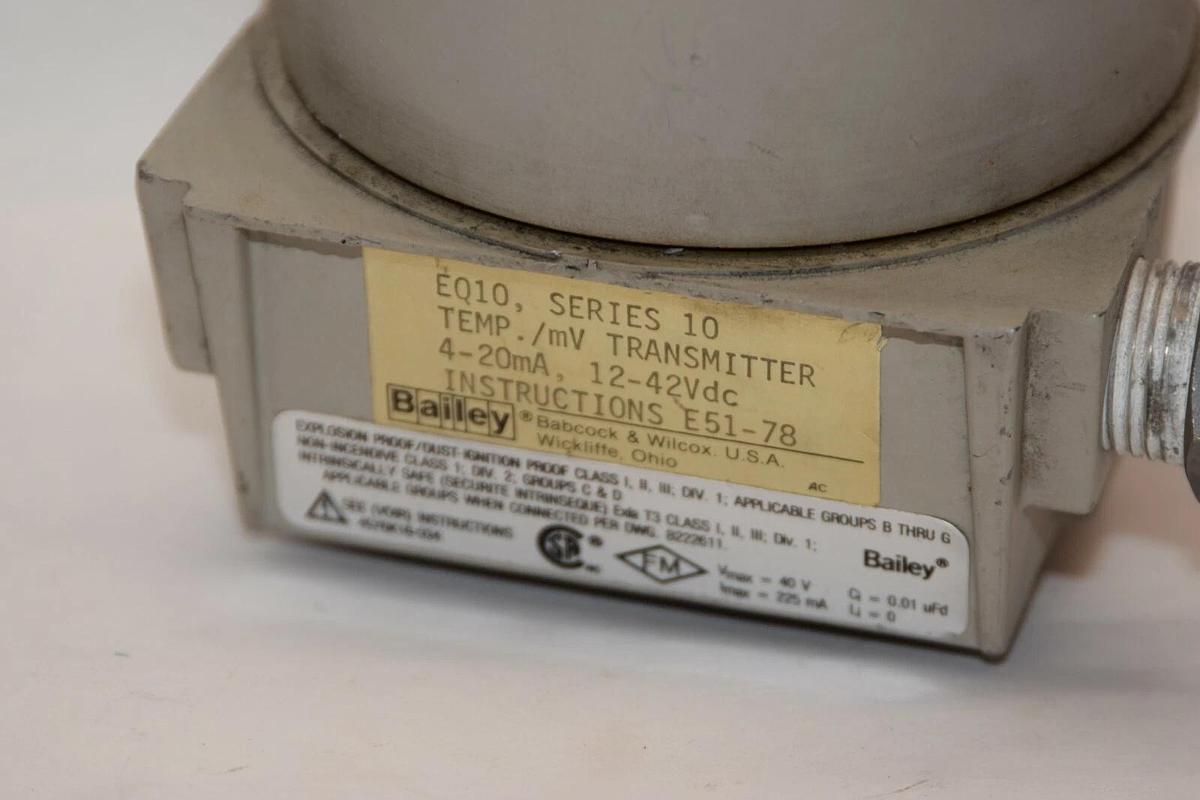 EQ10, SERIES 10
TEMP./mV TRANSMITTER
4-20mA, 12-42Vdc
INSTRUCTIONS E51-78
Bailey® Babcock & Wilcox. U.S.A.
Wickliffe, Ohio
AC
EXPLOSION PROOF/DUST-IGNITION PROOF CLASS I, II, III; DIV. 1; APPLICABLE GROUPS B THRU G
NON-INCENDIVE CLASS 1; DIV. 2; GROUPS C & D
INTRINSICALLY SAFE (SECURITE INTRINSEQUE) Exia T3 CLASS I, II, III; Div. 1;
APPLICABLE GROUPS WHEN CONNECTED PER DWG. 8222611.
SEE (VOIR) INSTRUCTIONS
Bailey®
FM
Vmax = 40 V
Imax = 225 mA
Ci = 0.01 uFd
Li = 0